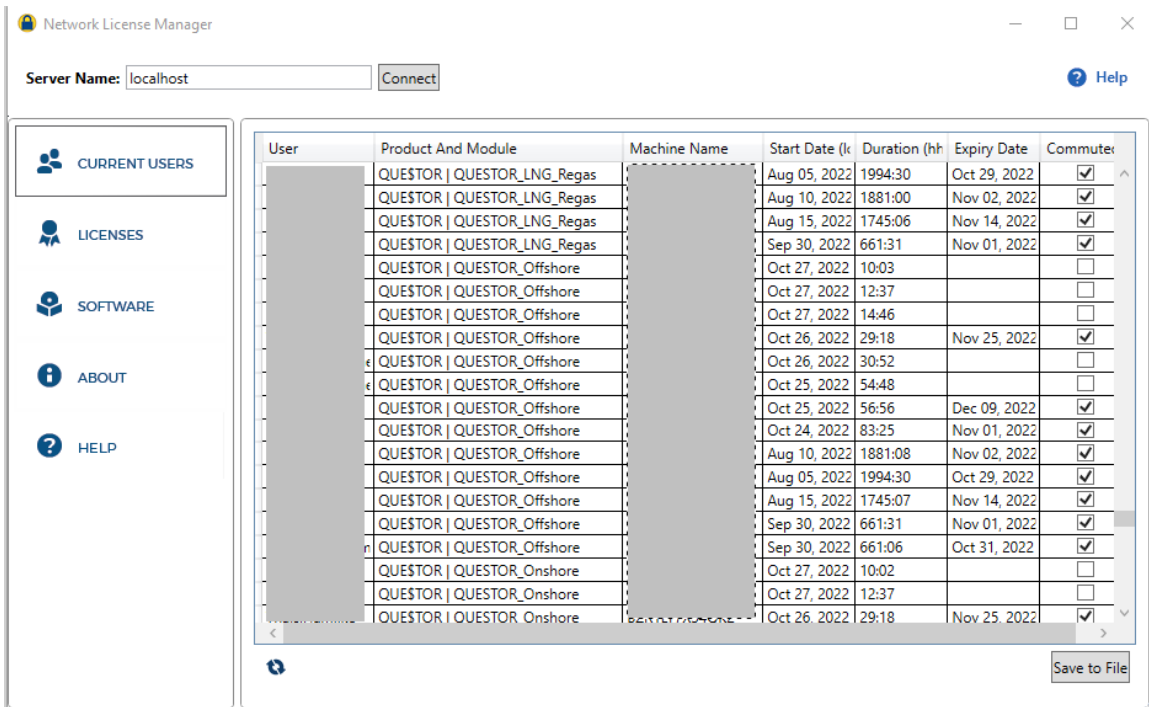 Network License Manager
Server Name: localhost Connect Help
CURRENT USERS
LICENSES
SOFTWARE
ABOUT
HELP
User Product And Module Machine Name Start Date (lc Duration (hh Expiry Date Commuted
QUE$TOR | QUESTOR_LNG_Regas Aug 05, 2022 1994:30 Oct 29, 2022
QUE$TOR | QUESTOR_LNG_Regas Aug 10, 2022 1881:00 Nov 02, 2022
QUE$TOR | QUESTOR_LNG_Regas Aug 15, 2022 1745:06 Nov 14, 2022
QUE$TOR | QUESTOR_LNG_Regas Sep 30, 2022 661:31 Nov 01, 2022
QUE$TOR | QUESTOR_Offshore Oct 27, 2022 10:03
QUE$TOR | QUESTOR_Offshore Oct 27, 2022 12:37
QUE$TOR | QUESTOR_Offshore Oct 27, 2022 14:46
QUE$TOR | QUESTOR_Offshore Oct 26, 2022 29:18 Nov 25, 2022
QUE$TOR | QUESTOR_Offshore Oct 26, 2022 30:52
QUE$TOR | QUESTOR_Offshore Oct 25, 2022 54:48
QUE$TOR | QUESTOR_Offshore Oct 25, 2022 56:56 Dec 09, 2022
QUE$TOR | QUESTOR_Offshore Oct 24, 2022 83:25 Nov 01, 2022
QUE$TOR | QUESTOR_Offshore Aug 10, 2022 1881:08 Nov 02, 2022
QUE$TOR | QUESTOR_Offshore Aug 05, 2022 1994:30 Oct 29, 2022
QUE$TOR | QUESTOR_Offshore Aug 15, 2022 1745:07 Nov 14, 2022
QUE$TOR | QUESTOR_Offshore Sep 30, 2022 661:31 Nov 01, 2022
QUE$TOR | QUESTOR_Offshore Sep 30, 2022 661:06 Oct 31, 2022
QUE$TOR | QUESTOR_Onshore Oct 27, 2022 10:02
QUE$TOR | QUESTOR_Onshore Oct 27, 2022 12:37
QUE$TOR | QUESTOR_Onshore Oct 26, 2022 29:18 Nov 25, 2022
Save to File